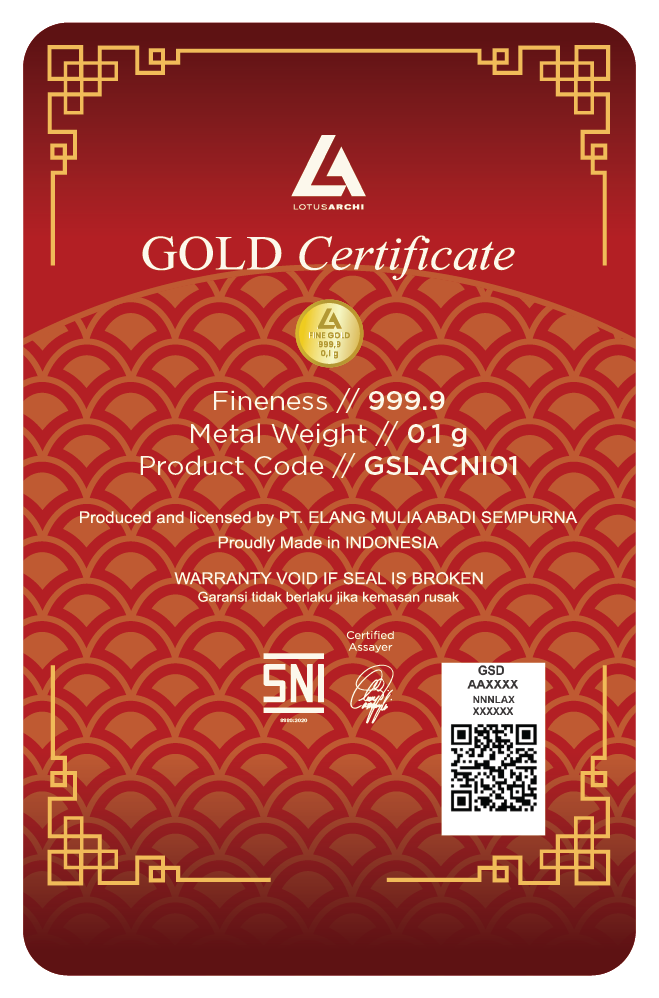 LOTUSARCHI
GOLD Certificate
FINE GOLD
999,9
0,1 g
Fineness // 999.9
Metal Weight // 0.1 g
Product Code // GSLACNI01
Produced and licensed by PT. ELANG MULIA ABADI SEMPURNA
Proudly Made in INDONESIA
WARRANTY VOID IF SEAL IS BROKEN
Garansi tidak berlaku jika kemasan rusak
Certified
Assayer
SNI
GSD
AAXXXX
NNNLAX
XXXXXX